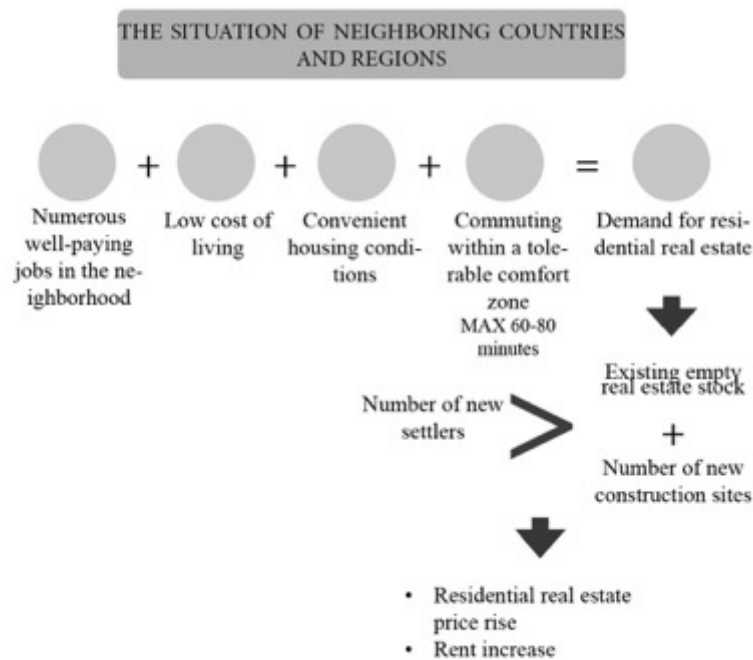 THE SITUATION OF NEIGHBORING COUNTRIES
AND REGIONS
+ + + =
Numerous
well-paying
jobs in the ne-
ighborhood
Low cost of
living
Convenient
housing condi-
tions
Commuting
within a tole-
rable comfort
zone
MAX 60-80
minutes
Demand for resi-
dential real estate
Number of new
settlers
>
Existing empty
real estate stock
+
Number of new
construction sites
• Residential real estate
price rise
• Rent increase